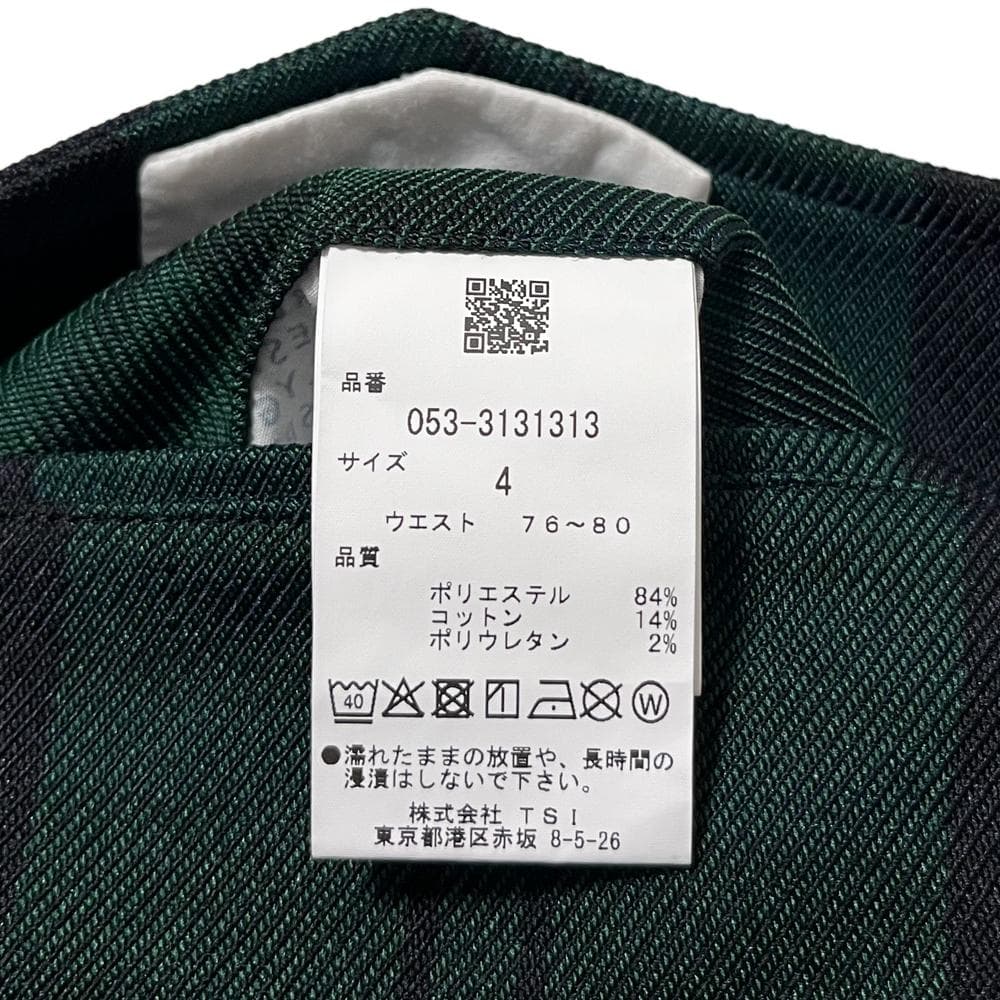 品番
053-3131313
サイズ
4
ウエスト 76~80
品質
ポリエステル 84%
コットン 14%
ポリウレタン 2%
40 1 W
●濡れたままの放置や、長時間の
浸漬はしないで下さい。
株式会社 TSI
東京都港区赤坂 8-5-26